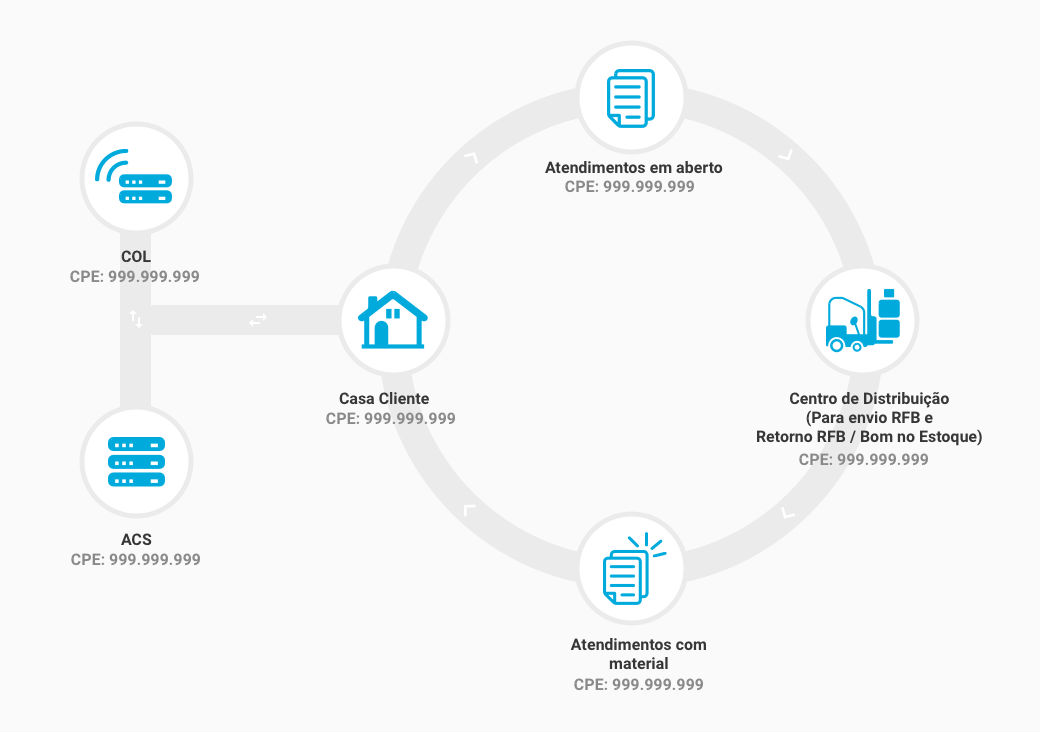 Atendimentos em aberto
CPE: 999.999.999
COL
CPE: 999.999.999
Casa Cliente
CPE: 999.999.999
Centro de Distribuição
(Para envio RFB e
Retorno RFB / Bom no Estoque)
CPE: 999.999.999
ACS
CPE: 999.999.999
Atendimentos com
material
CPE: 999.999.999